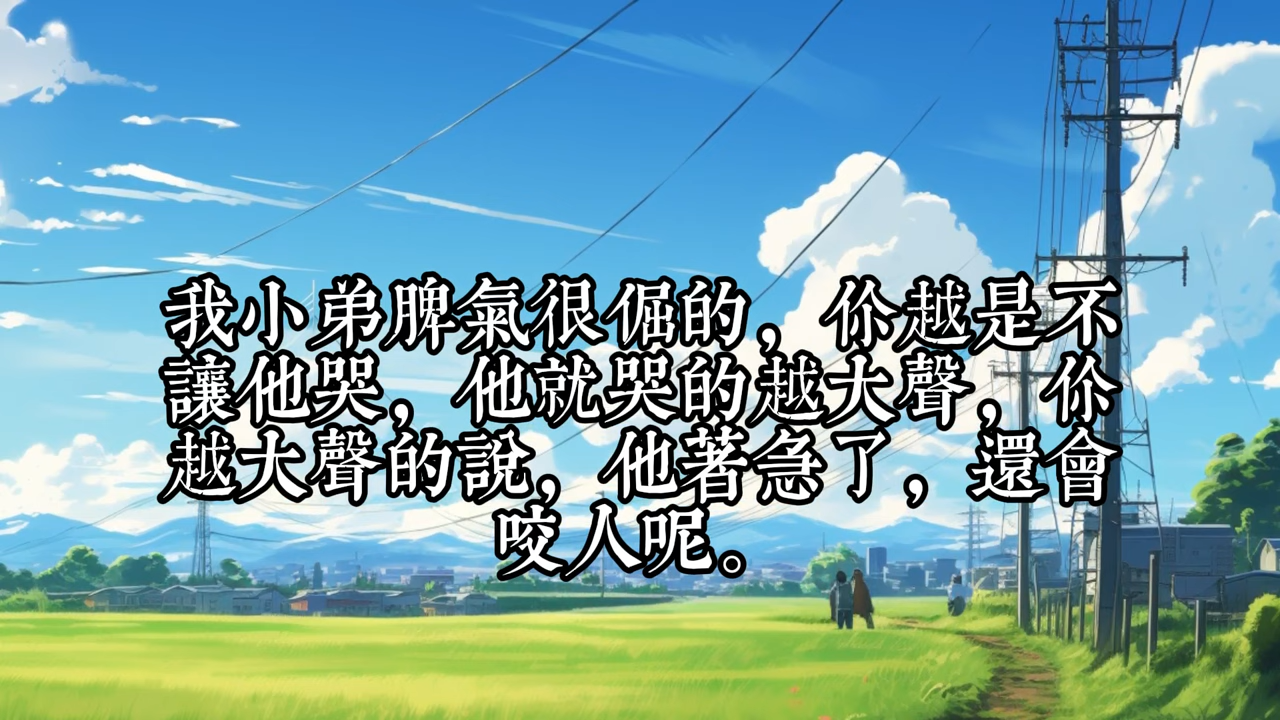 我小弟脾氣很倔的，你越是不
讓他哭，他就哭的越大聲，你
越大聲的說，他著急了，還會
咬人呢。